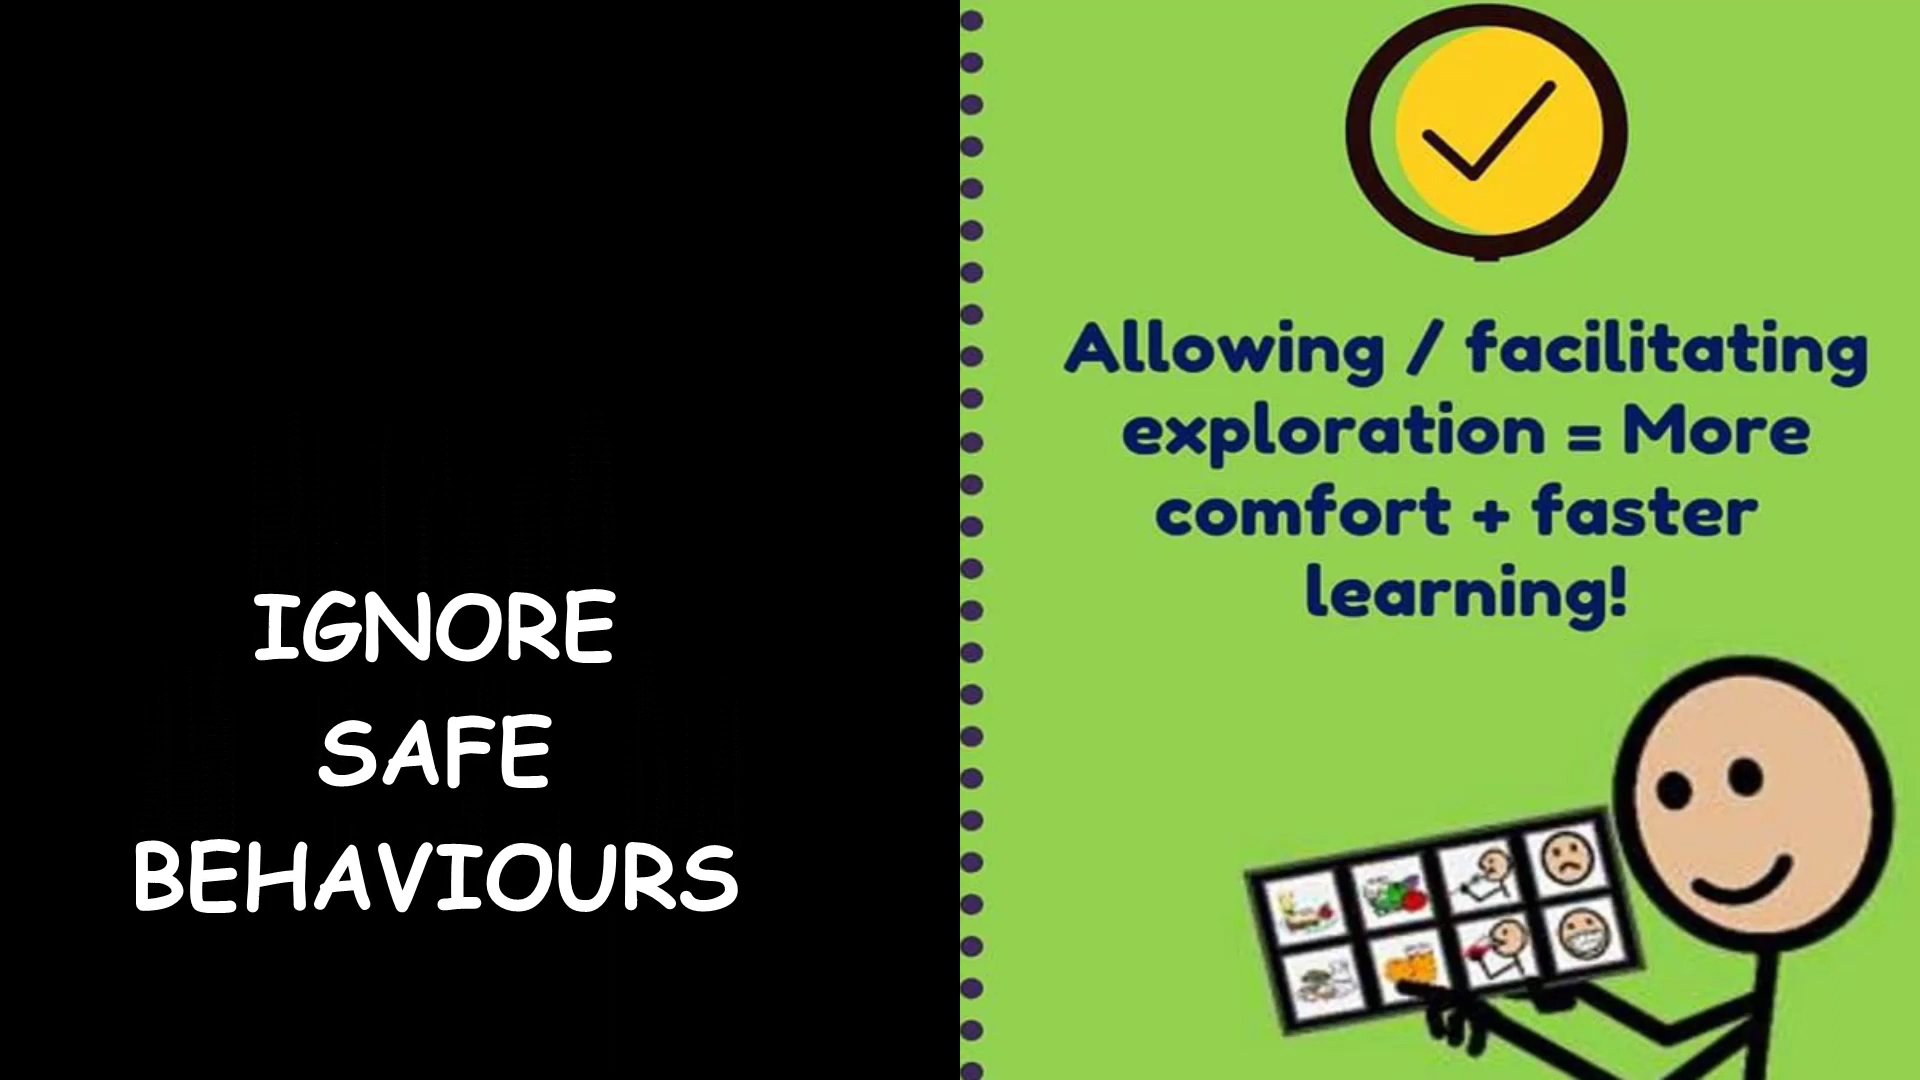 IGNORE
SAFE
BEHAVIOURS
Allowing / facilitating
exploration = More
comfort + faster
learning!